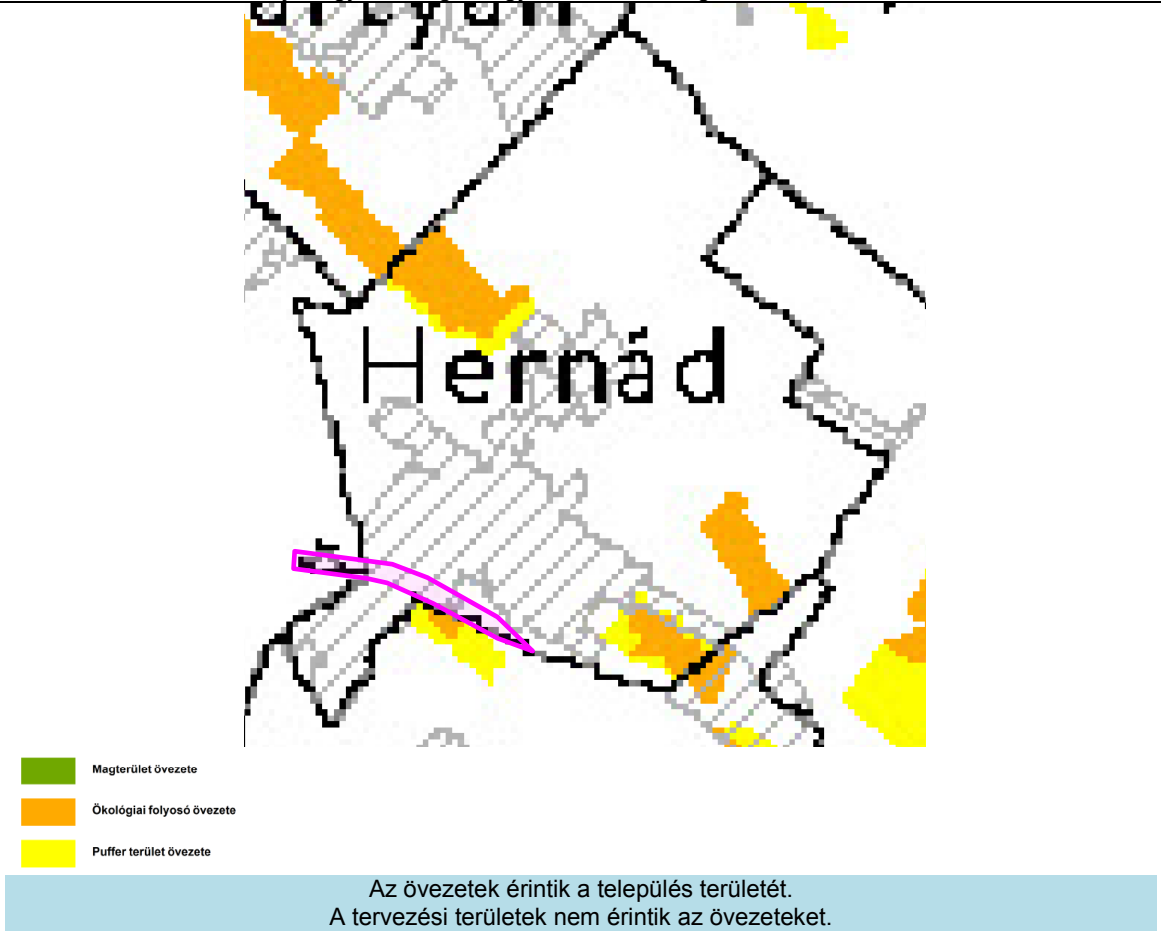 Hernád
Magterület övezete
Ökológiai folyosó övezete
Puffer terület övezete
Az övezetek érintik a település területét.
A tervezési területek nem érintik az övezeteket.